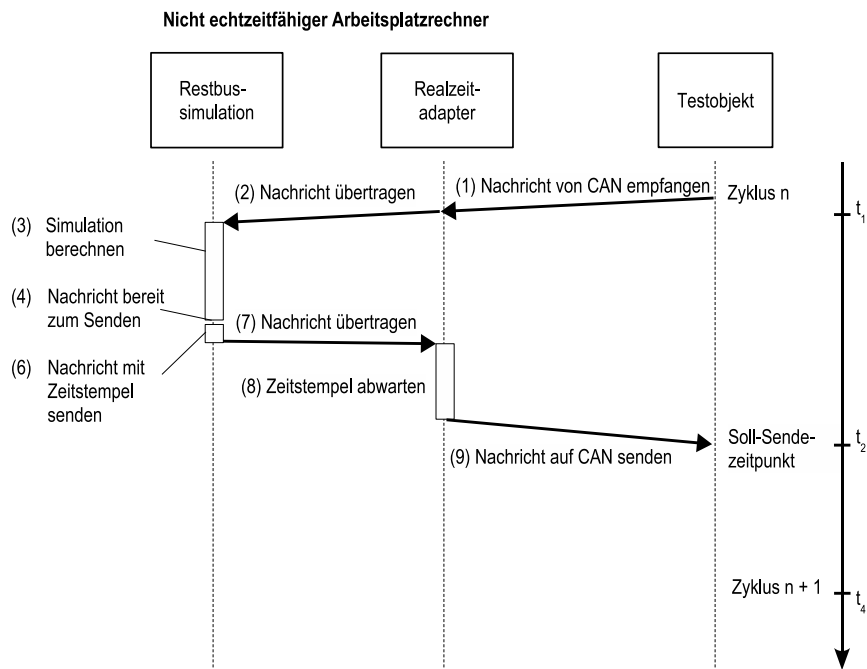 Nicht echtzeitfähiger Arbeitsplatzrechner
Restbus-
simulation
Realzeit-
adapter
Testobjekt
(1) Nachricht von CAN empfangen
(2) Nachricht übertragen
Zyklus n
t1
(3) Simulation
berechnen
(4) Nachricht bereit
zum Senden
(7) Nachricht übertragen
(6) Nachricht mit
Zeitstempel
senden
(8) Zeitstempel abwarten
(9) Nachricht auf CAN senden
Soll-Sende-
zeitpunkt
t2
Zyklus n + 1
t4